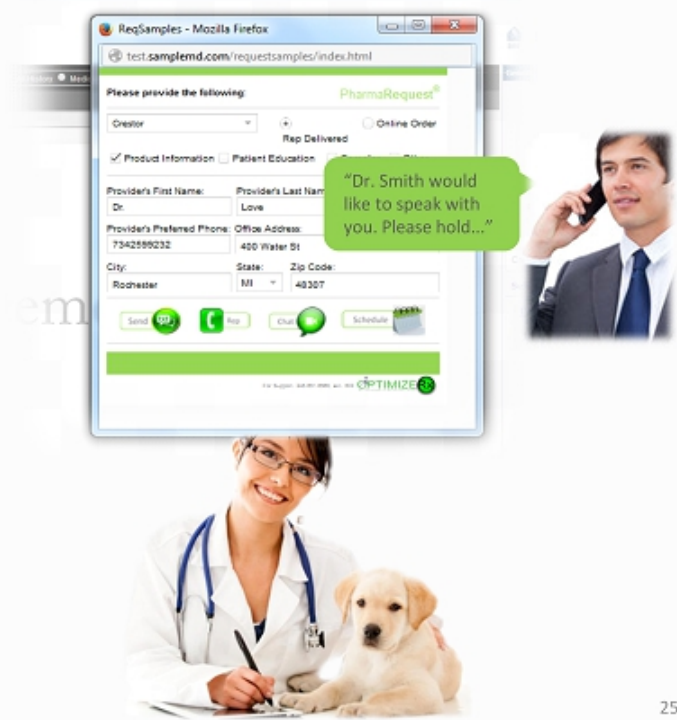 ReqSamples - Mozilla Firefox
test.samplemd.com/requestsamples/index.html
Please provide the following:
PharmaRequest®
Crestor
Rep Delivered
Online Order
Product Information
Patient Education
Provider's First Name:
Provider's Last Nam
Dr.
Love
Provider's Preferred Phone:
Office Address:
7342599232
400 Water St
City:
State:
Zip Code:
Rochester
MI
48307
Send
Rep
Chat
Schedule
OPTIMIZERx
"Dr. Smith would
like to speak with
you. Please hold..."
em
25